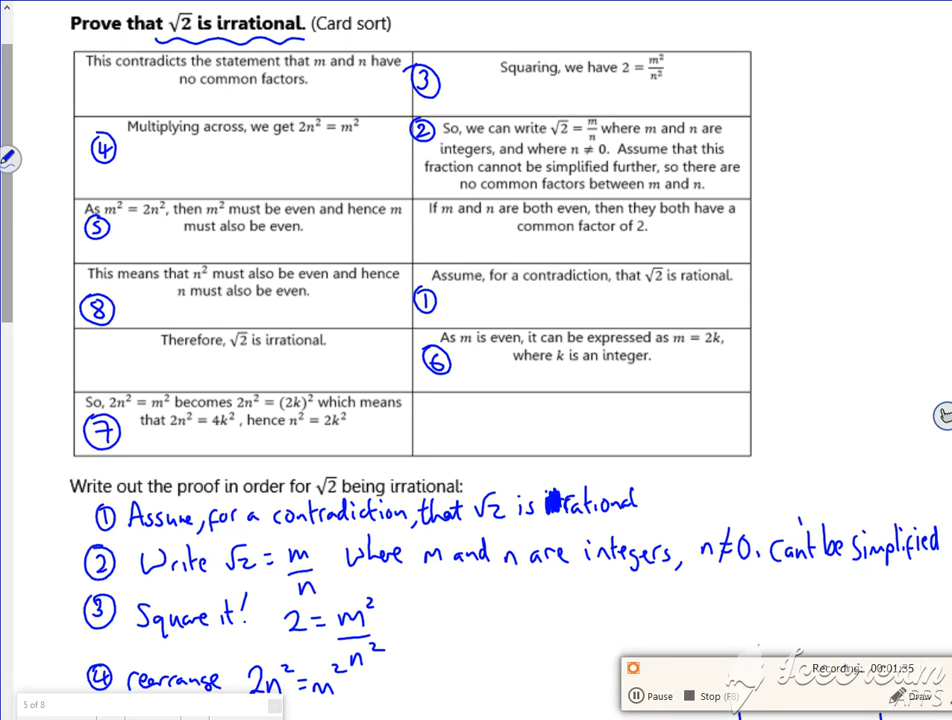 Prove that √2 is irrational. (Card sort)
This contradicts the statement that m and n have
no common factors.
③ Squaring, we have 2 = m²/n²
④ Multiplying across, we get 2n² = m²
② So, we can write √2 = m/n where m and n are
integers, and where n ≠ 0. Assume that this
fraction cannot be simplified further, so there are
no common factors between m and n.
As m² = 2n², then m² must be even and hence m
⑤ must also be even.
If m and n are both even, then they both have a
common factor of 2.
This means that n² must also be even and hence
n must also be even.
⑧
Assume, for a contradiction, that √2 is rational.
①
Therefore, √2 is irrational.
As m is even, it can be expressed as m = 2k,
⑥ where k is an integer.
So, 2n² = m² becomes 2n² = (2k)² which means
⑦ that 2n² = 4k² , hence n² = 2k²
Write out the proof in order for √2 being irrational:
① Assume, for a contradiction, that √2 is rational
② Write √2 = m/n where m and n are integers, n≠0. Can't be simplified
③ Square it! 2 = m²/n²
④ rearrange 2n² = m²
5 of 8
Recording: 00:01:35
Pause Stop (F8) Draw
Icecream
APPS